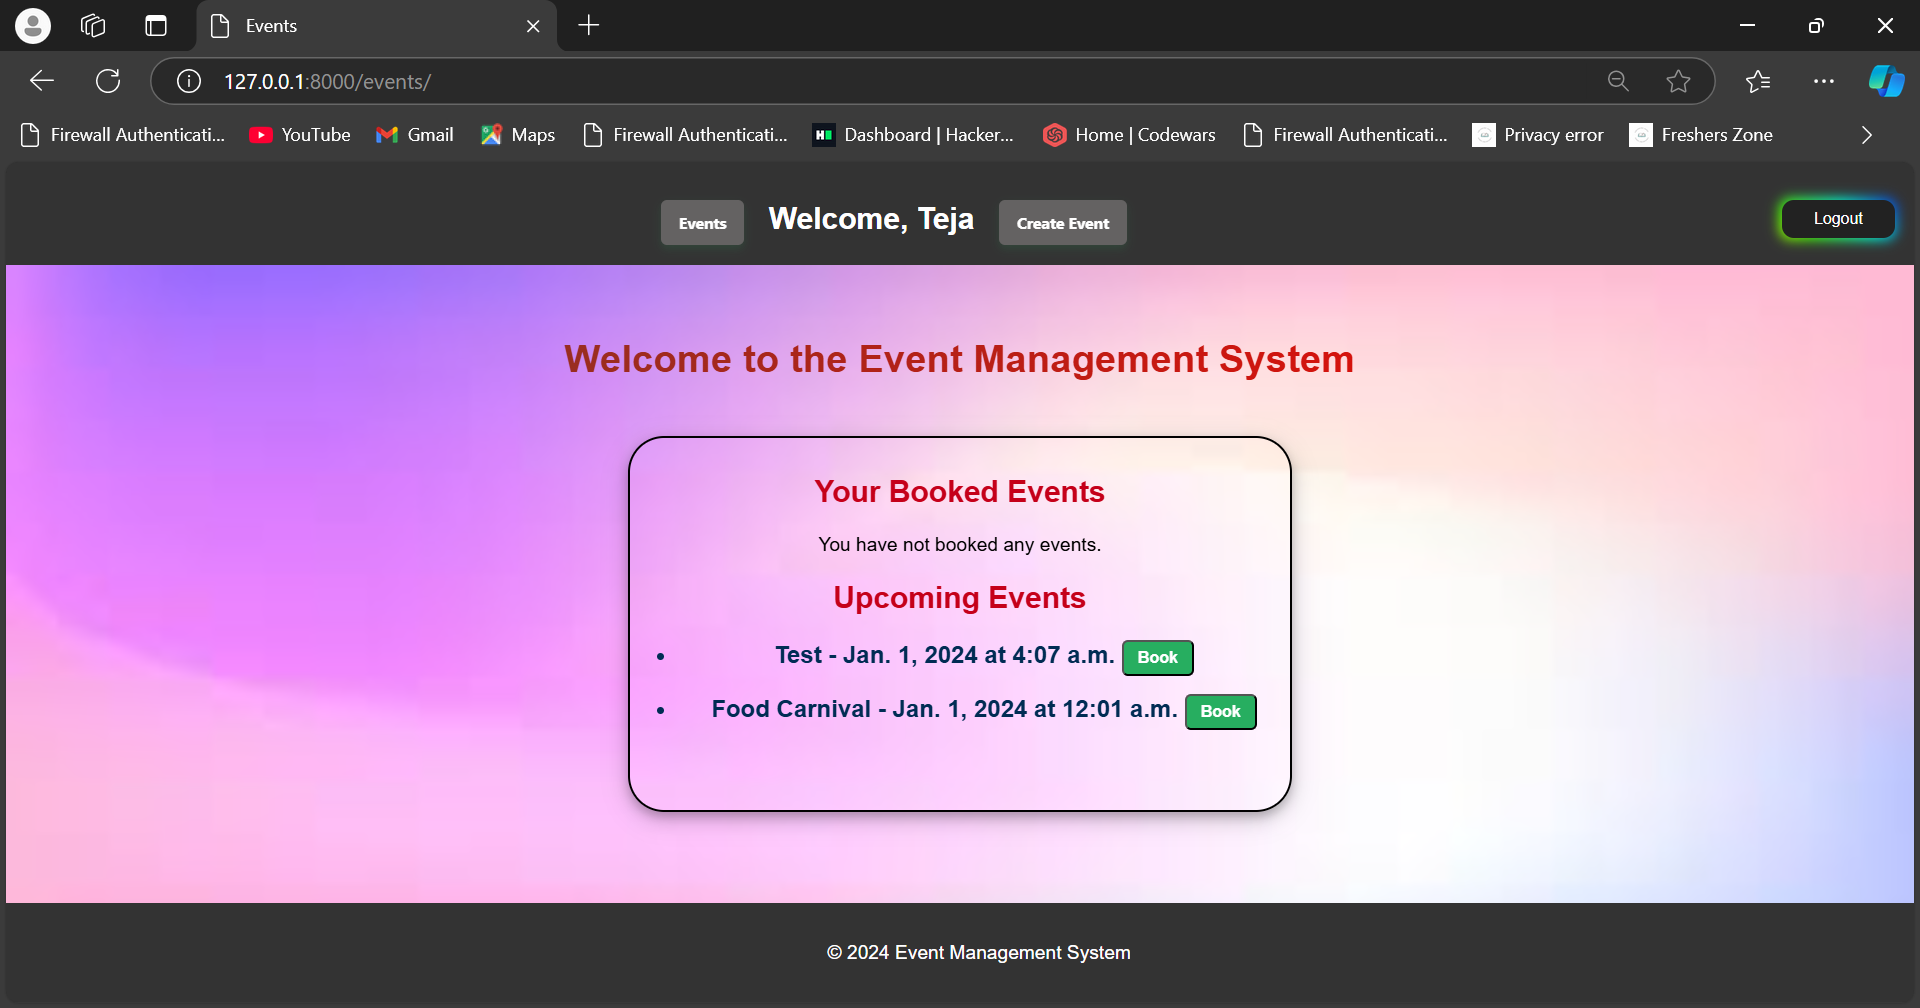 Events
127.0.0.1:8000/events/
Firewall Authenticati... YouTube Gmail Maps Firewall Authenticati... Dashboard | Hacker... Home | Codewars Firewall Authenticati... Privacy error Freshers Zone
Events Welcome, Teja Create Event Logout
Welcome to the Event Management System
Your Booked Events
You have not booked any events.
Upcoming Events
• Test - Jan. 1, 2024 at 4:07 a.m. Book
• Food Carnival - Jan. 1, 2024 at 12:01 a.m. Book
© 2024 Event Management System